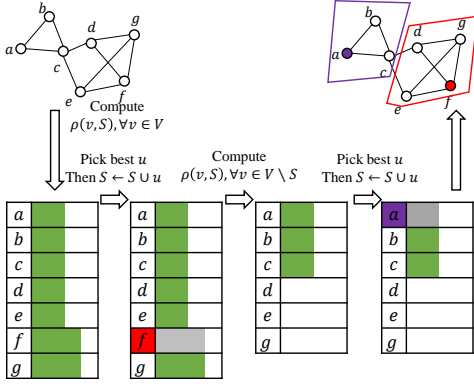 b
g
d
a
c
e
f
b
g
d
a
c
e
f
Compute
ρ(v, S), ∀v ∈ V
Pick best u
Then S ← S ∪ u
Compute
ρ(v, S), ∀v ∈ V \ S
Pick best u
Then S ← S ∪ u
a
b
c
d
e
f
g
a
b
c
d
e
f
g
a
b
c
d
e
f
g
a
b
c
d
e
f
g